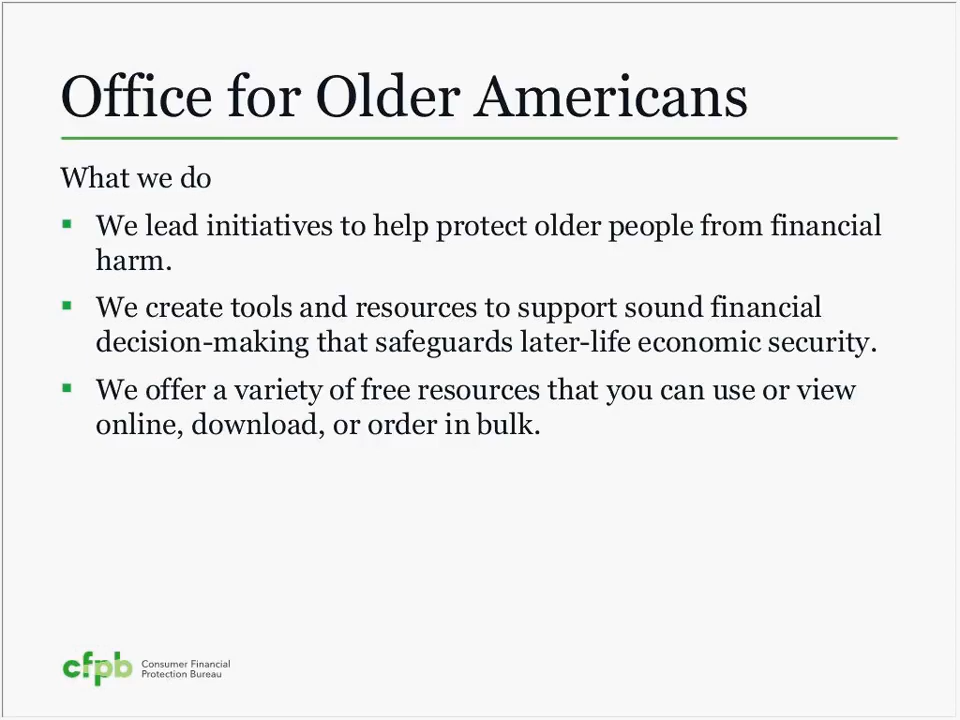 Office for Older Americans
What we do
▪ We lead initiatives to help protect older people from financial
harm.
▪ We create tools and resources to support sound financial
decision-making that safeguards later-life economic security.
▪ We offer a variety of free resources that you can use or view
online, download, or order in bulk.
cfpb
Consumer Financial
Protection Bureau